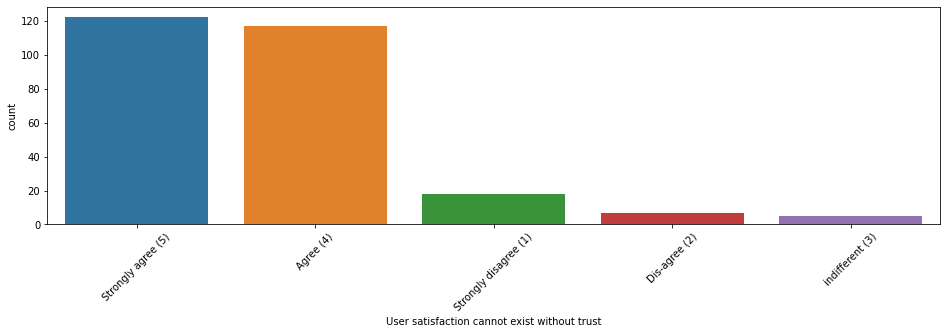 120
100
80
60
40
20
0
count
Strongly agree (5)
Agree (4)
Strongly disagree (1)
Dis-agree (2)
indifferent (3)
User satisfaction cannot exist without trust